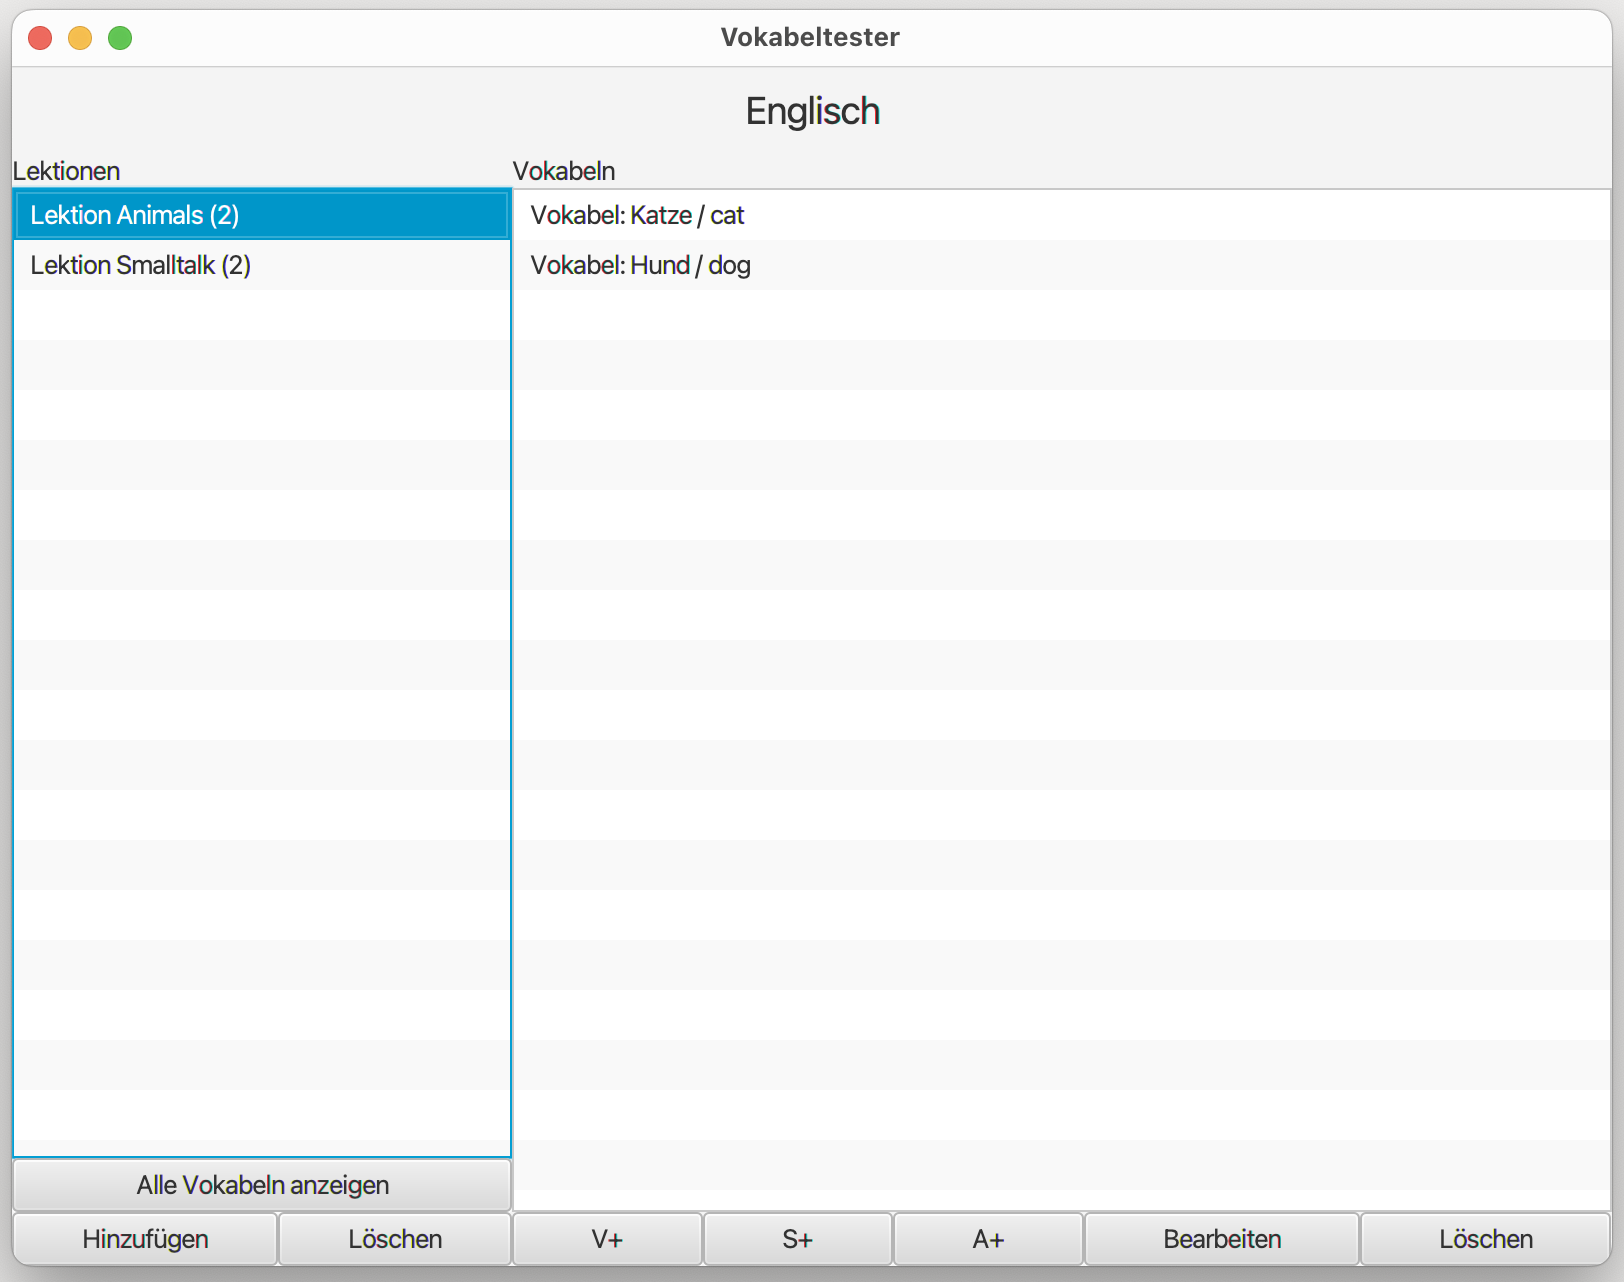 Vokabeltester
Englisch
Lektionen
Vokabeln
Lektion Animals (2)
Lektion Smalltalk (2)
Vokabel: Katze / cat
Vokabel: Hund / dog
Alle Vokabeln anzeigen
Hinzufügen
Löschen
V+
S+
A+
Bearbeiten
Löschen